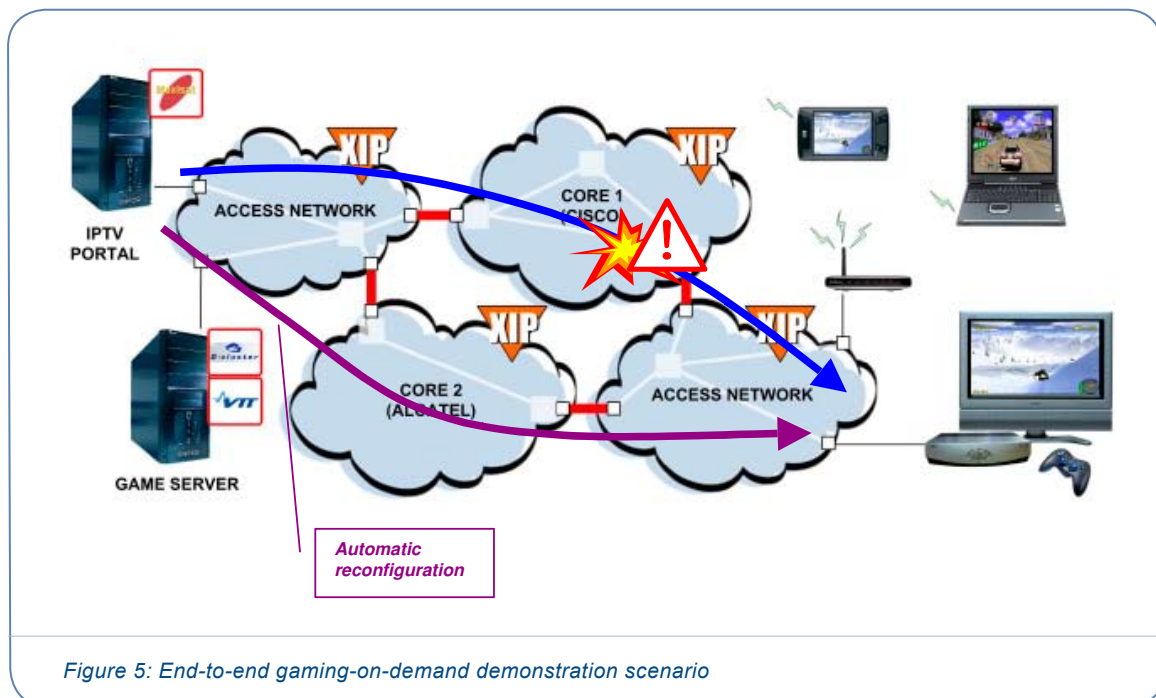 XIP
XIP
ACCESS NETWORK
CORE 1
(CISCO
IPTV
PORTAL
XIP
XIP
CORE 2
(ALCATEL)
ACCESS NETWORK
VTT
GAME SERVER
Automatic
reconfiguration
Figure 5: End-to-end gaming-on-demand demonstration scenario